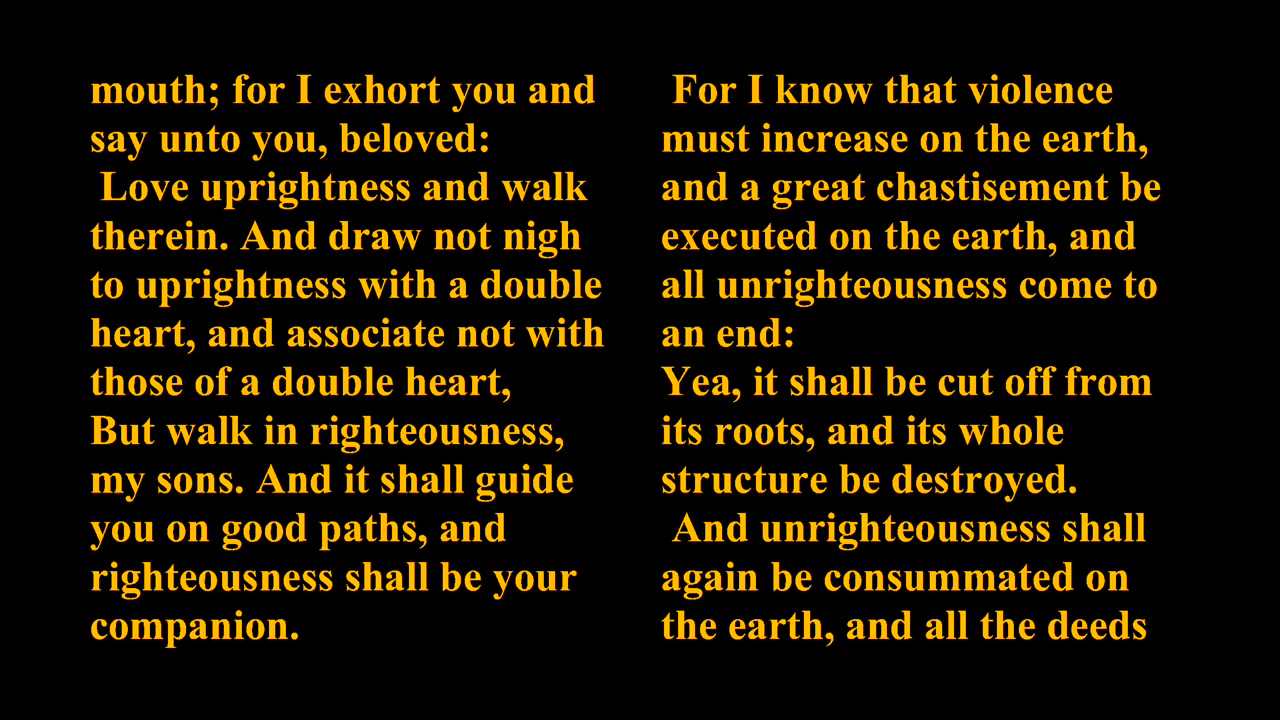 mouth; for I exhort you and
say unto you, beloved:
Love uprightness and walk
therein. And draw not nigh
to uprightness with a double
heart, and associate not with
those of a double heart,
But walk in righteousness,
my sons. And it shall guide
you on good paths, and
righteousness shall be your
companion.
For I know that violence
must increase on the earth,
and a great chastisement be
executed on the earth, and
all unrighteousness come to
an end:
Yea, it shall be cut off from
its roots, and its whole
structure be destroyed.
And unrighteousness shall
again be consummated on
the earth, and all the deeds